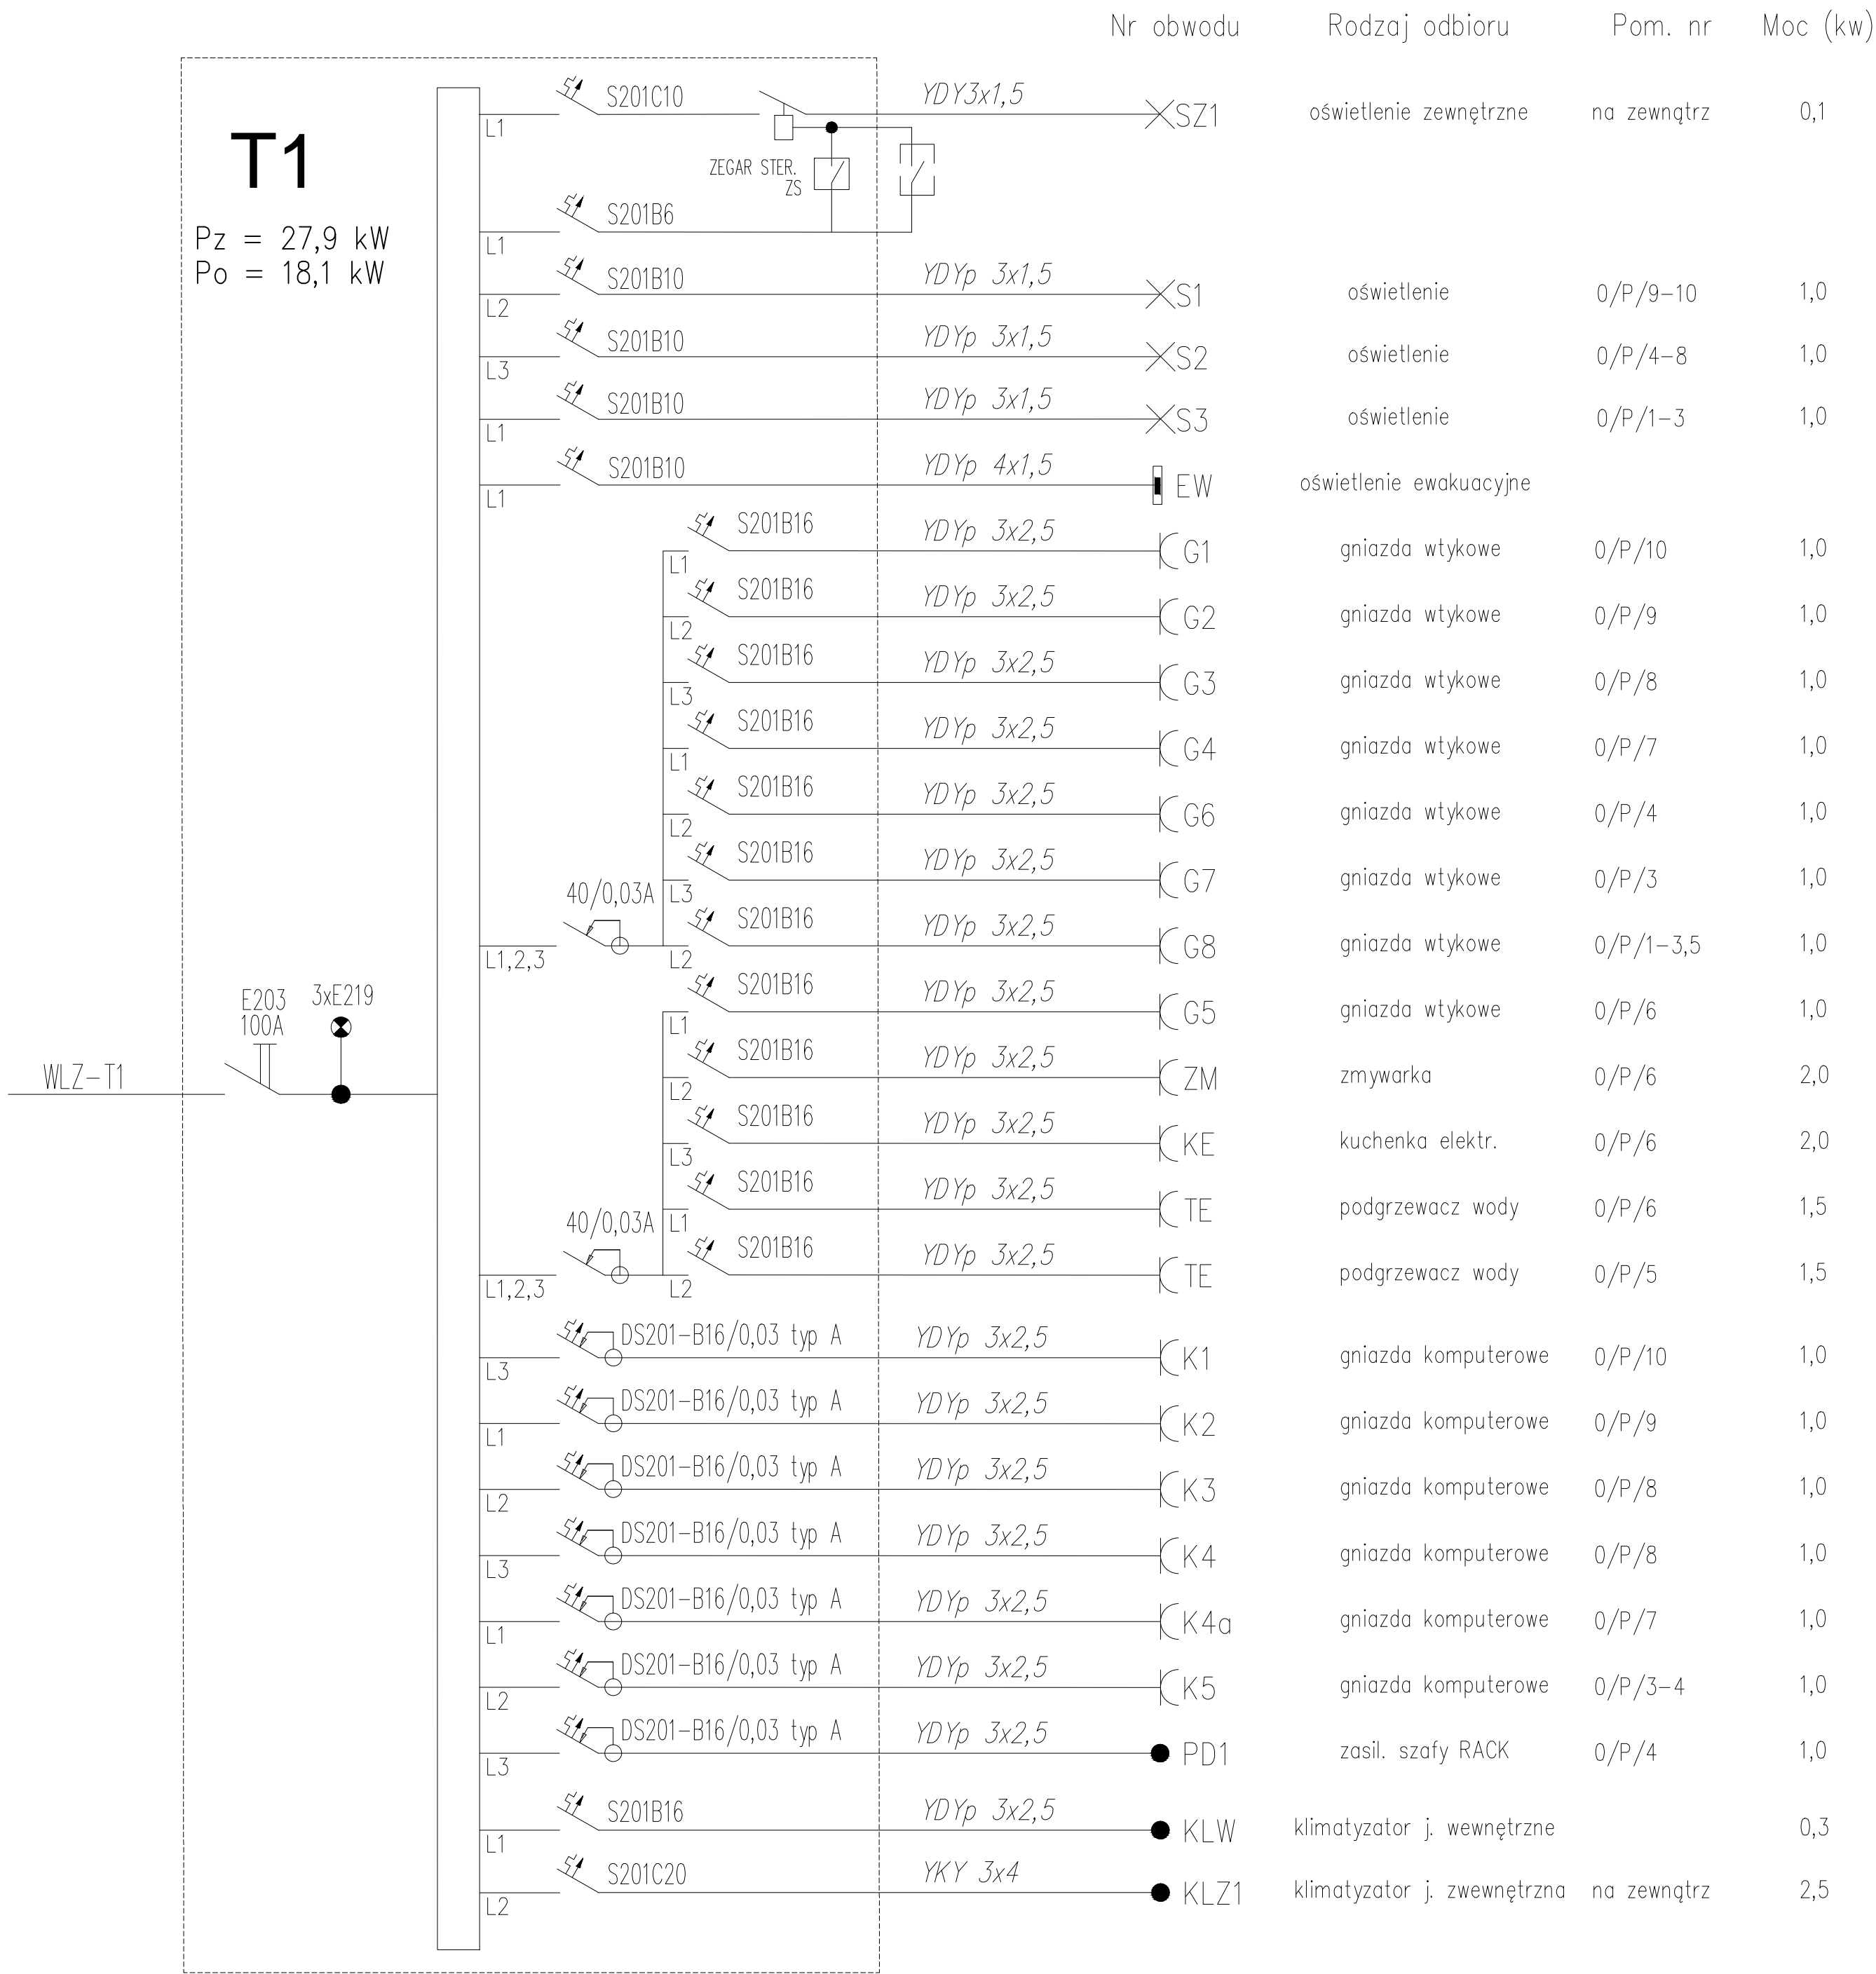 Nr obwodu Rodzaj odbioru Pom. nr Moc (kw)
T1
Pz = 27,9 kW
Po = 18,1 kW
L1 S201C10 YDY3x1,5 SZ1 oświetlenie zewnętrzne na zewnątrz 0,1
ZEGAR STER.
ZS
L1 S201B6
L2 S201B10 YDYp 3x1,5 S1 oświetlenie 0/P/9-10 1,0
L3 S201B10 YDYp 3x1,5 S2 oświetlenie 0/P/4-8 1,0
L1 S201B10 YDYp 3x1,5 S3 oświetlenie 0/P/1-3 1,0
L1 S201B10 YDYp 4x1,5 EW oświetlenie ewakuacyjne
L1 S201B16 YDYp 3x2,5 G1 gniazda wtykowe 0/P/10 1,0
L2 S201B16 YDYp 3x2,5 G2 gniazda wtykowe 0/P/9 1,0
L3 S201B16 YDYp 3x2,5 G3 gniazda wtykowe 0/P/8 1,0
L1 S201B16 YDYp 3x2,5 G4 gniazda wtykowe 0/P/7 1,0
L2 S201B16 YDYp 3x2,5 G6 gniazda wtykowe 0/P/4 1,0
L3 S201B16 YDYp 3x2,5 G7 gniazda wtykowe 0/P/3 1,0
40/0,03A
L1,2,3 L2 S201B16 YDYp 3x2,5 G8 gniazda wtykowe 0/P/1-3,5 1,0
L1 S201B16 YDYp 3x2,5 G5 gniazda wtykowe 0/P/6 1,0
E203
100A
3xE219
WLZ-T1
L2 S201B16 YDYp 3x2,5 ZM zmywarka 0/P/6 2,0
L3 S201B16 YDYp 3x2,5 KE kuchenka elektr. 0/P/6 2,0
L1 S201B16 YDYp 3x2,5 TE podgrzewacz wody 0/P/6 1,5
40/0,03A
L1,2,3 L2 S201B16 YDYp 3x2,5 TE podgrzewacz wody 0/P/5 1,5
L3 DS201-B16/0,03 typ A YDYp 3x2,5 K1 gniazda komputerowe 0/P/10 1,0
L1 DS201-B16/0,03 typ A YDYp 3x2,5 K2 gniazda komputerowe 0/P/9 1,0
L2 DS201-B16/0,03 typ A YDYp 3x2,5 K3 gniazda komputerowe 0/P/8 1,0
L3 DS201-B16/0,03 typ A YDYp 3x2,5 K4 gniazda komputerowe 0/P/8 1,0
L1 DS201-B16/0,03 typ A YDYp 3x2,5 K4a gniazda komputerowe 0/P/7 1,0
L2 DS201-B16/0,03 typ A YDYp 3x2,5 K5 gniazda komputerowe 0/P/3-4 1,0
L3 DS201-B16/0,03 typ A YDYp 3x2,5 PD1 zasil. szafy RACK 0/P/4 1,0
L1 S201B16 YDYp 3x2,5 KLW klimatyzator j. wewnętrzne 0,3
L2 S201C20 YKY 3x4 KLZ1 klimatyzator j. zwewnętrzna na zewnątrz 2,5